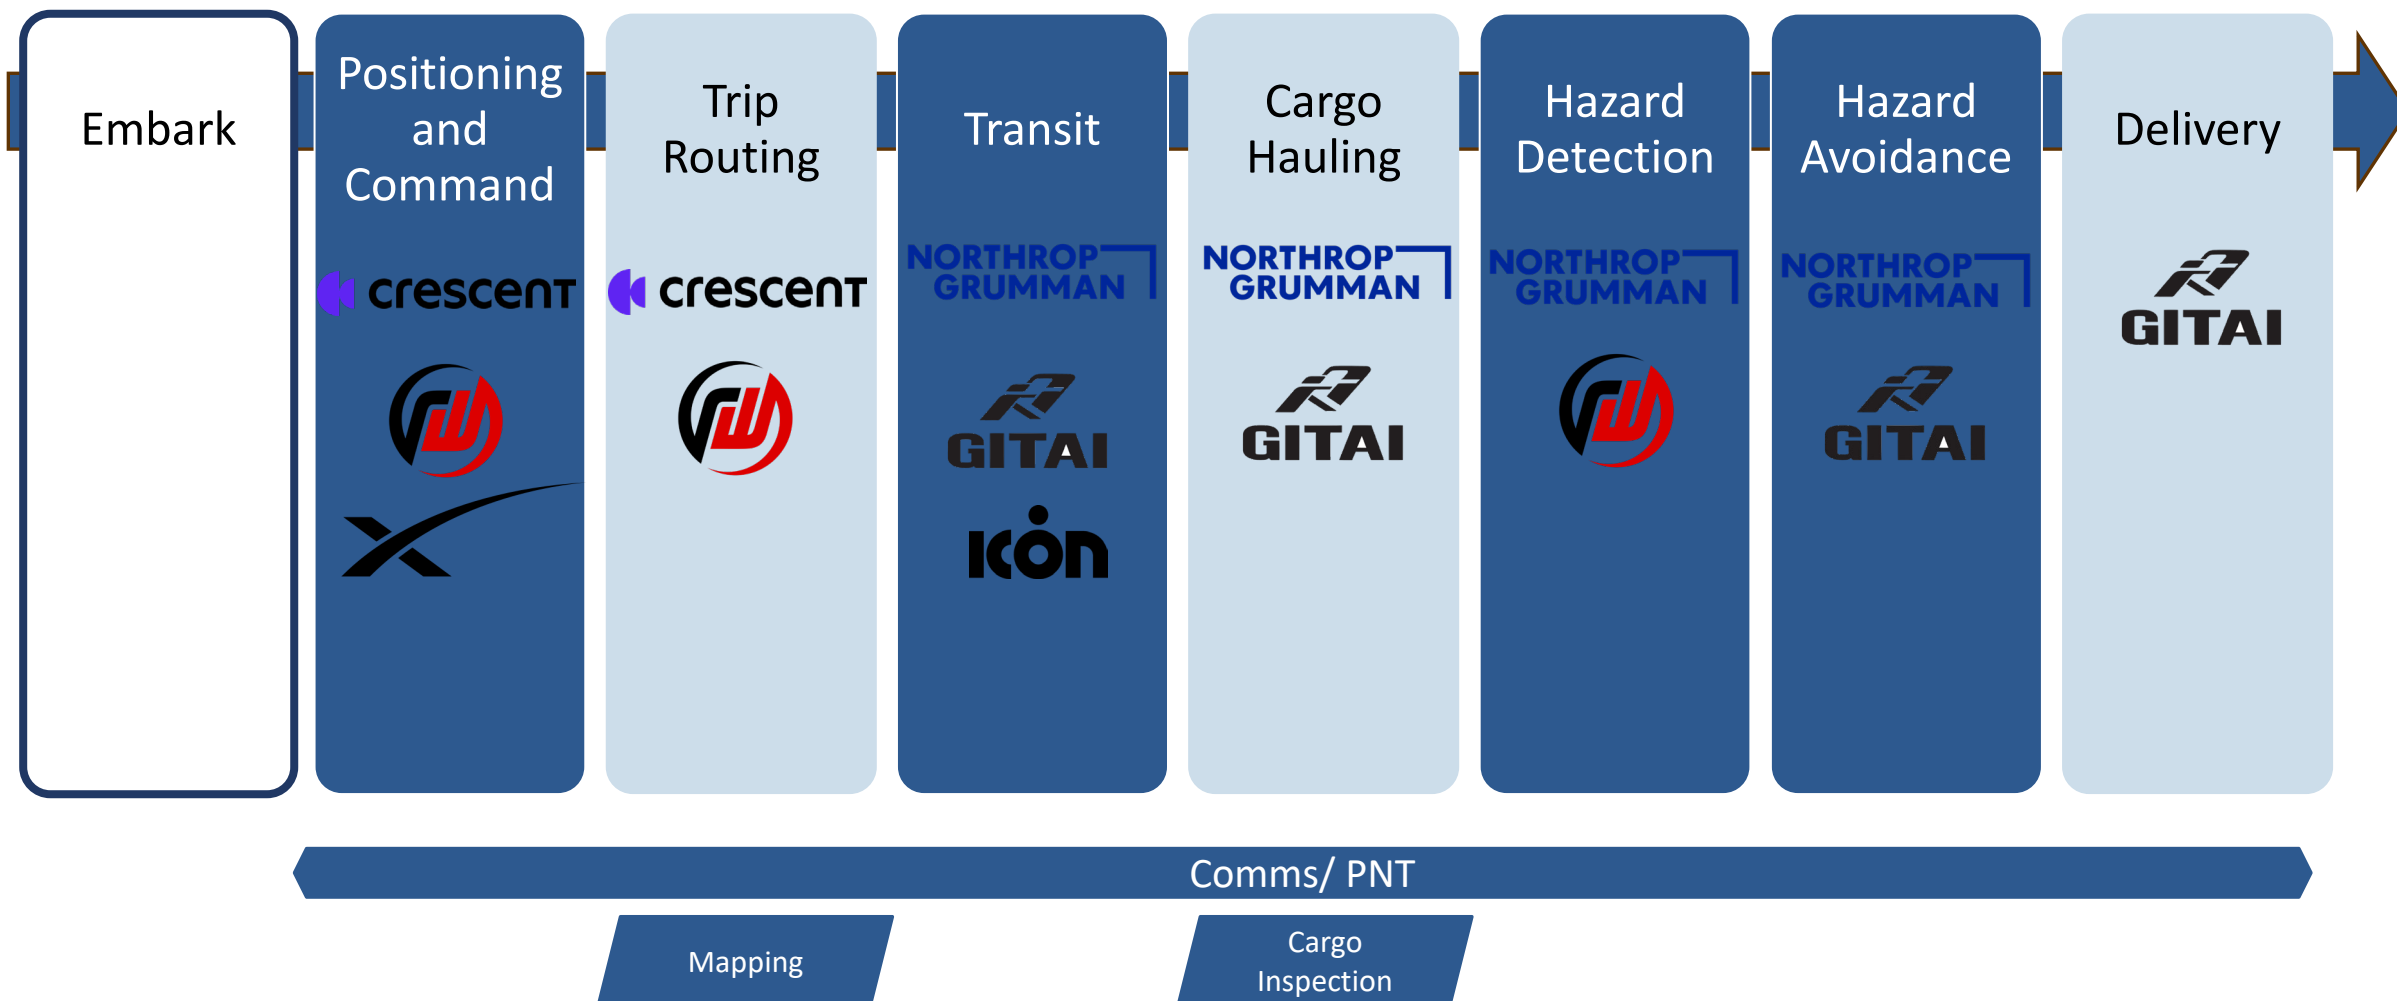 Embark
Positioning
and
Command
crescent
Trip
Routing
crescent
Transit
NORTHROP
GRUMMAN
GITAI
ICON
Cargo
Hauling
NORTHROP
GRUMMAN
GITAI
Hazard
Detection
NORTHROP
GRUMMAN
Hazard
Avoidance
NORTHROP
GRUMMAN
GITAI
Delivery
GITAI
Comms/ PNT
Mapping
Cargo
Inspection